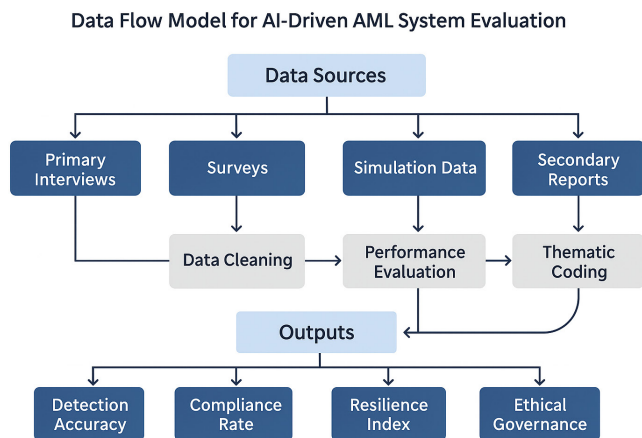 Data Flow Model for AI-Driven AML System Evaluation
Data Sources
Primary
Interviews
Surveys
Simulation Data
Secondary
Reports
Data Cleaning
Performance
Evaluation
Thematic
Coding
Outputs
Detection
Accuracy
Compliance
Rate
Resilience
Index
Ethical
Governance